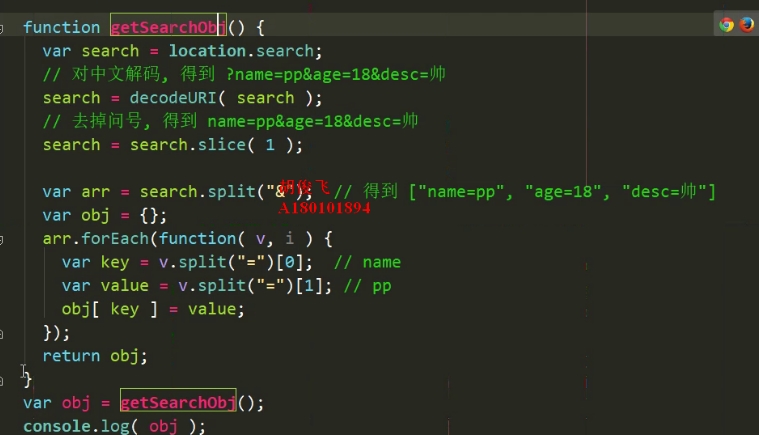 function getSearchObj() {
var search = location.search;
// 对中文解码, 得到 ?name=pp&age=18&desc=帅
search = decodeURI( search );
// 去掉问号, 得到 name=pp&age=18&desc=帅
search = search.slice( 1 );
var arr = search.split("&"); // 得到 ["name=pp", "age=18", "desc=帅"]
A180101894
var obj = {};
arr.forEach(function( v, i ) {
var key = v.split("=")[0]; // name
var value = v.split("=")[1]; // pp
obj[ key ] = value;
});
return obj;
}
var obj = getSearchObj();
console.log( obj );